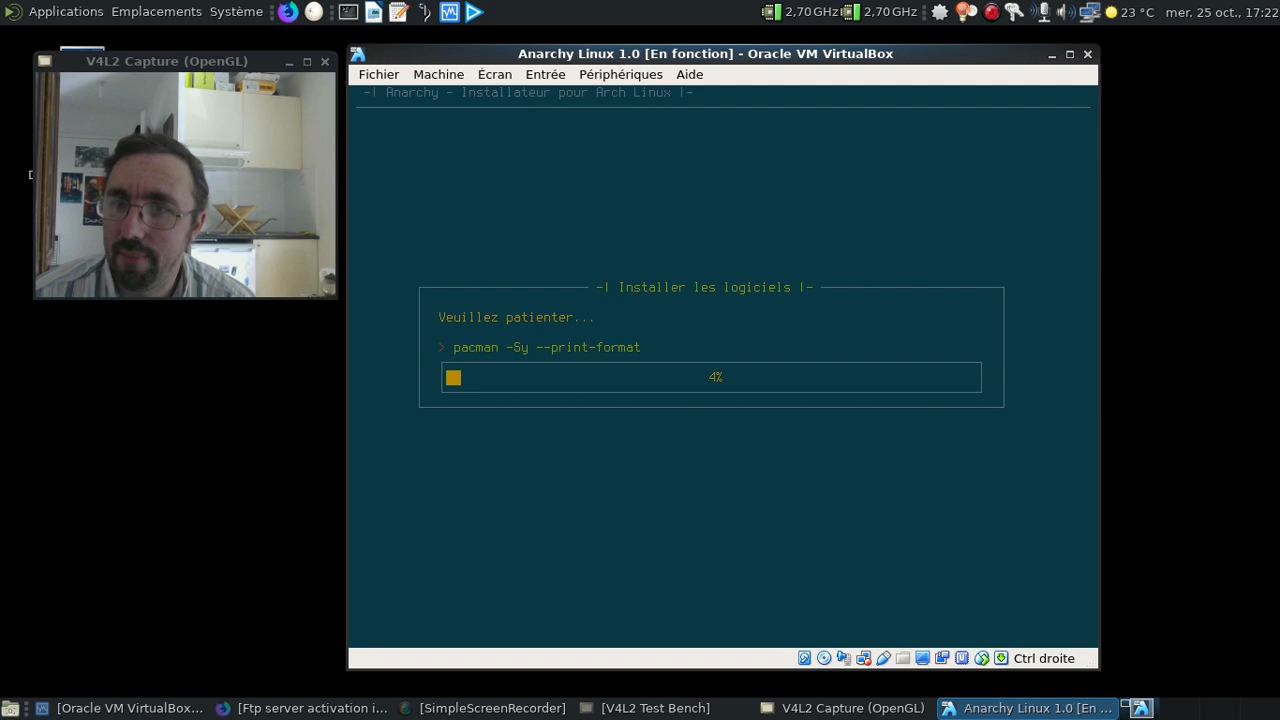 Applications Emplacements Système 2,70 GHz 2,70 GHz 23 °C mer. 25 oct., 17:22
V4L2 Capture (OpenGL)
Anarchy Linux 1.0 [En fonction] - Oracle VM VirtualBox
Fichier Machine Écran Entrée Périphériques Aide
-| Anarchy - Installateur pour Arch Linux |-
-| Installer les logiciels |-
Veuillez patienter...
> pacman -Sy --print-format
4%
Ctrl droite
[Oracle VM VirtualBox... [Ftp server activation i... [SimpleScreenRecorder] [V4L2 Test Bench] V4L2 Capture (OpenGL) Anarchy Linux 1.0 [En ...